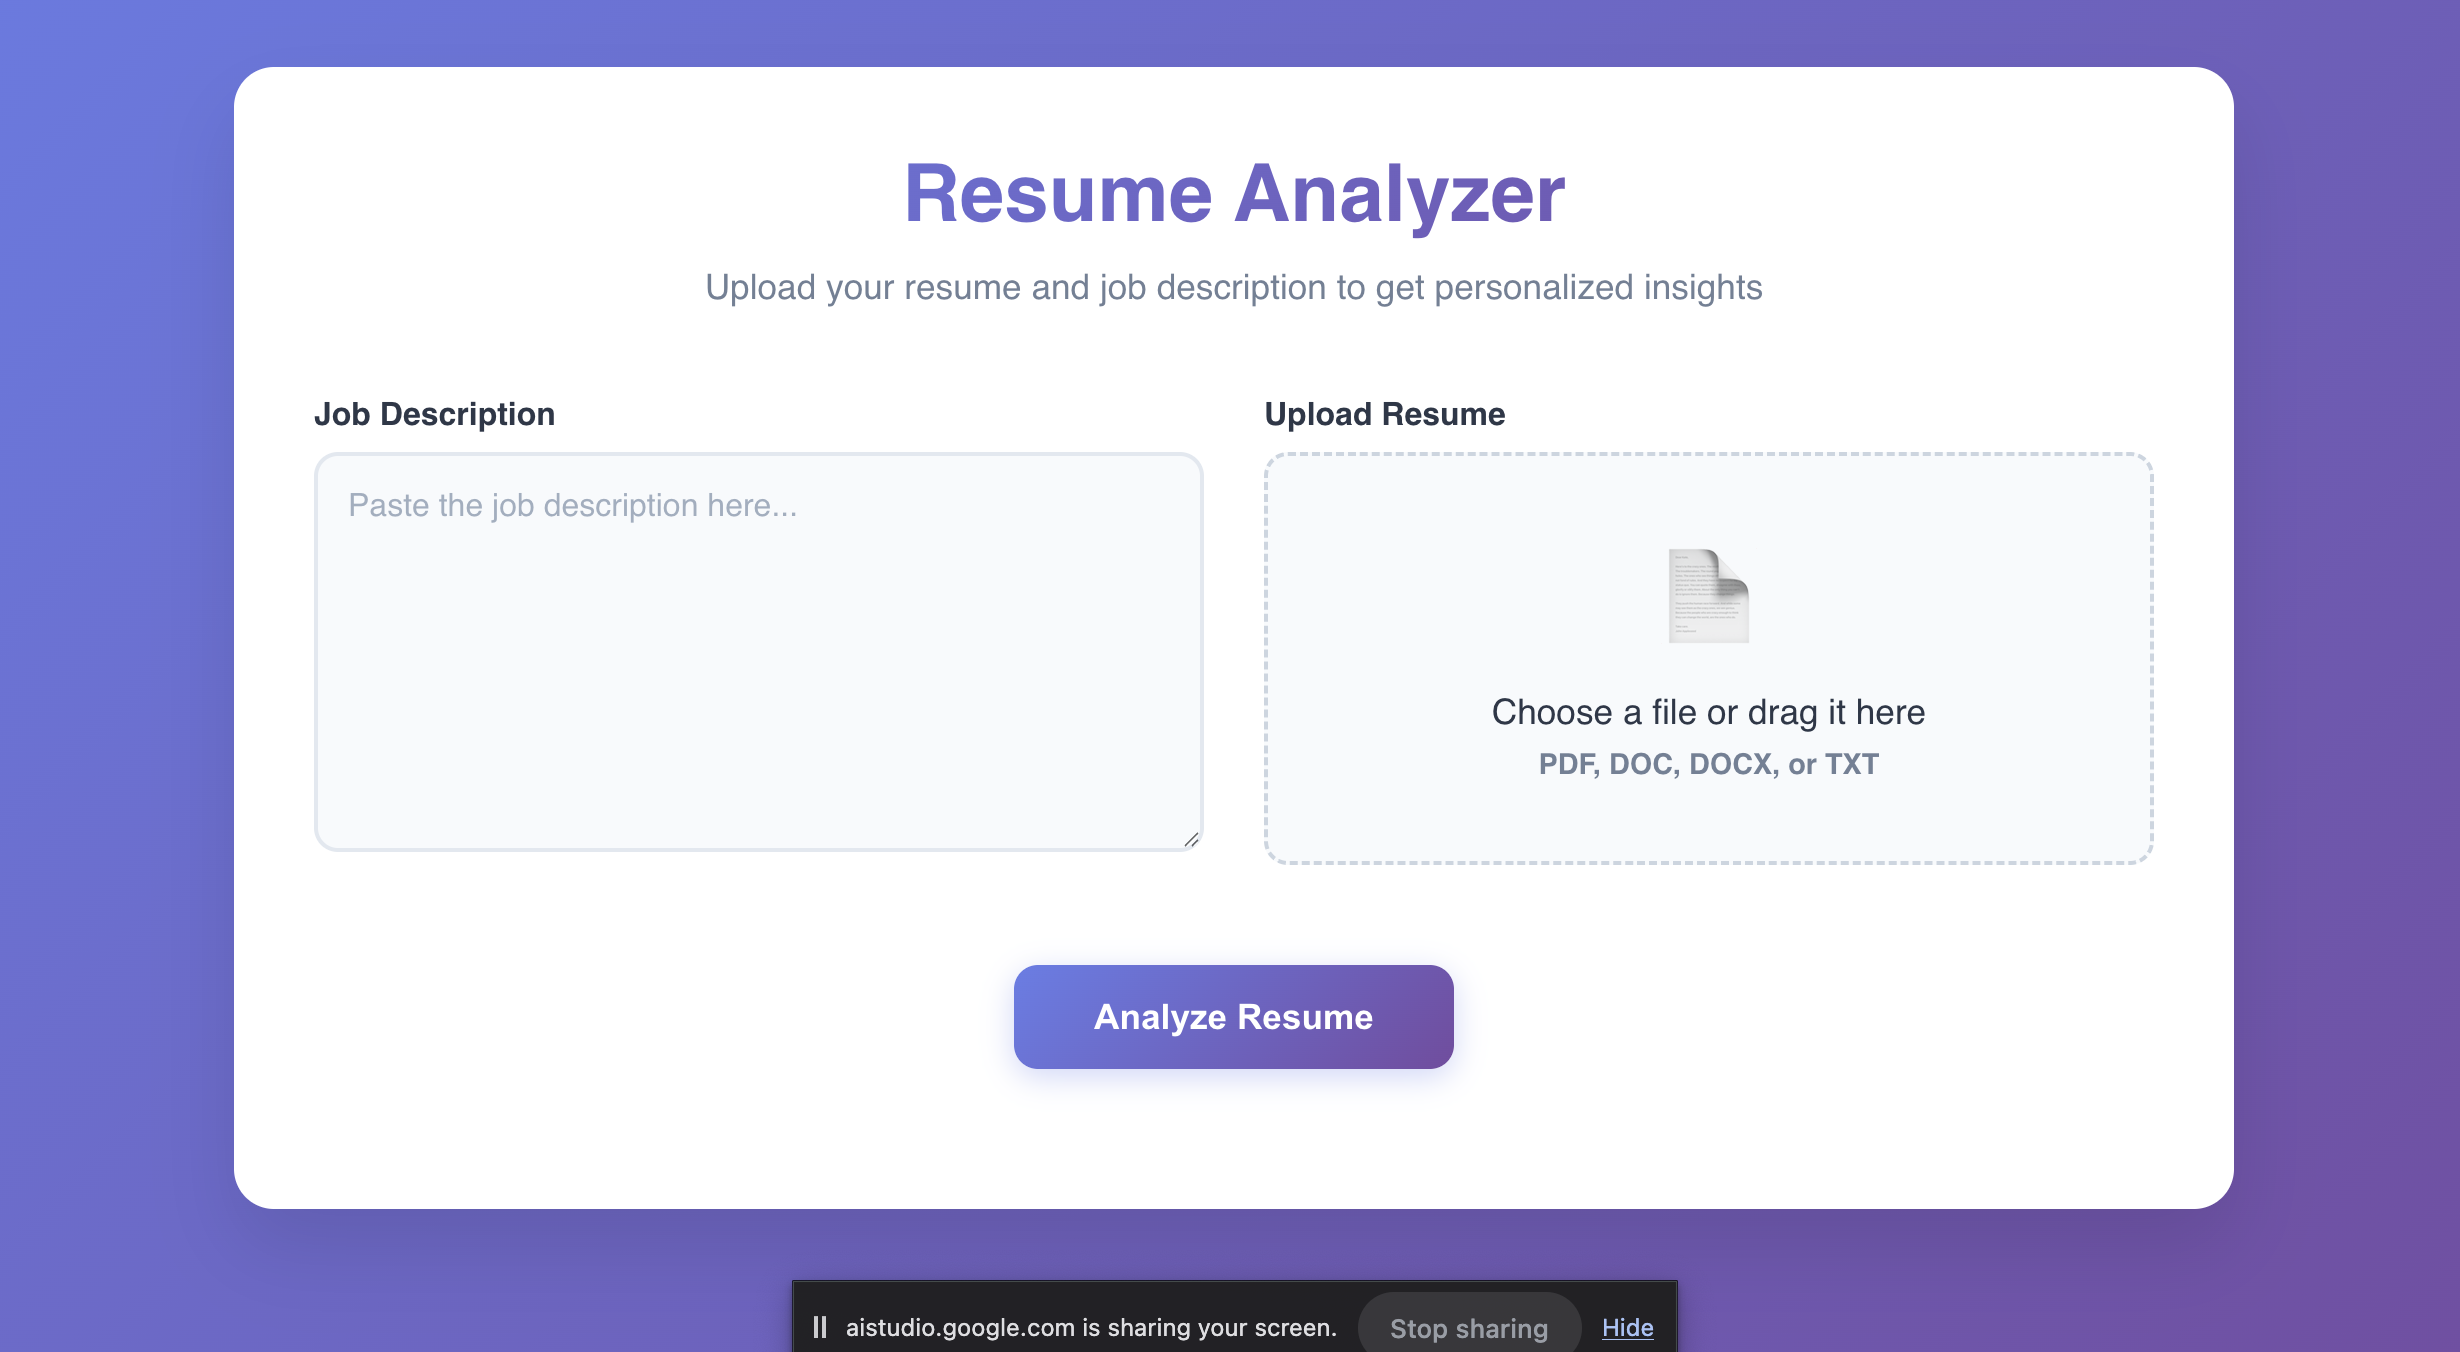 Resume Analyzer
Upload your resume and job description to get personalized insights
Job Description
Paste the job description here...
Upload Resume
Choose a file or drag it here
PDF, DOC, DOCX, or TXT
Analyze Resume
aistudio.google.com is sharing your screen.
Stop sharing
Hide